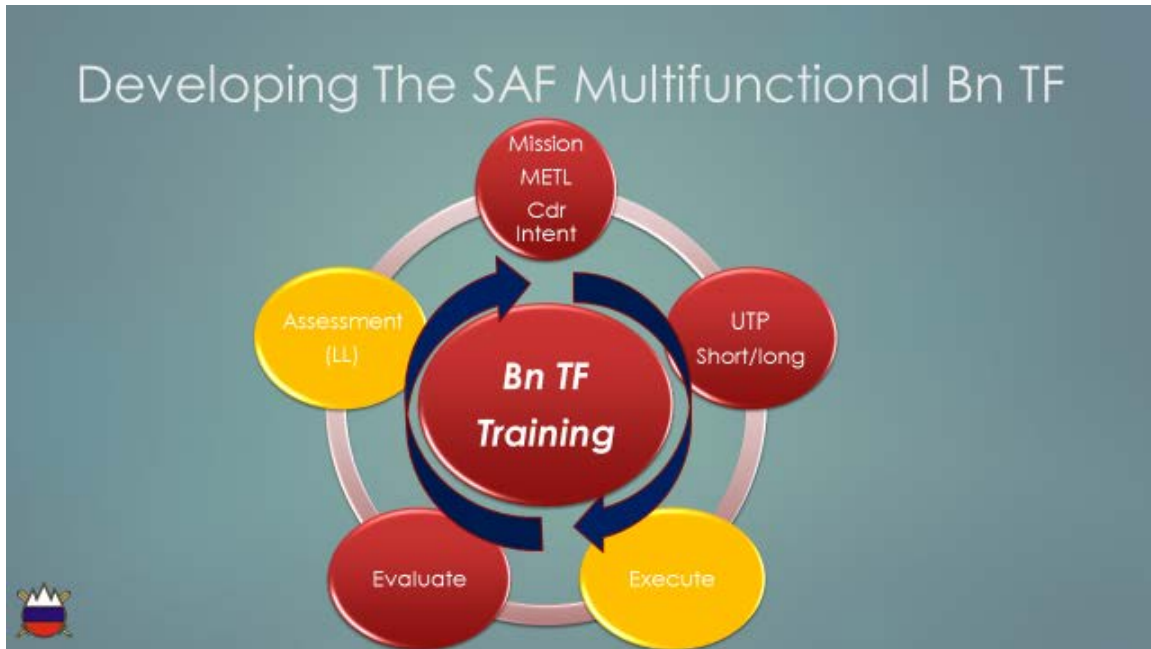 Developing The SAF Multifunctional Bn TF
Mission
METL
Cdr
Intent
UTP
Short/long
Execute
Evaluate
Assessment
(LL)
Bn TF
Training